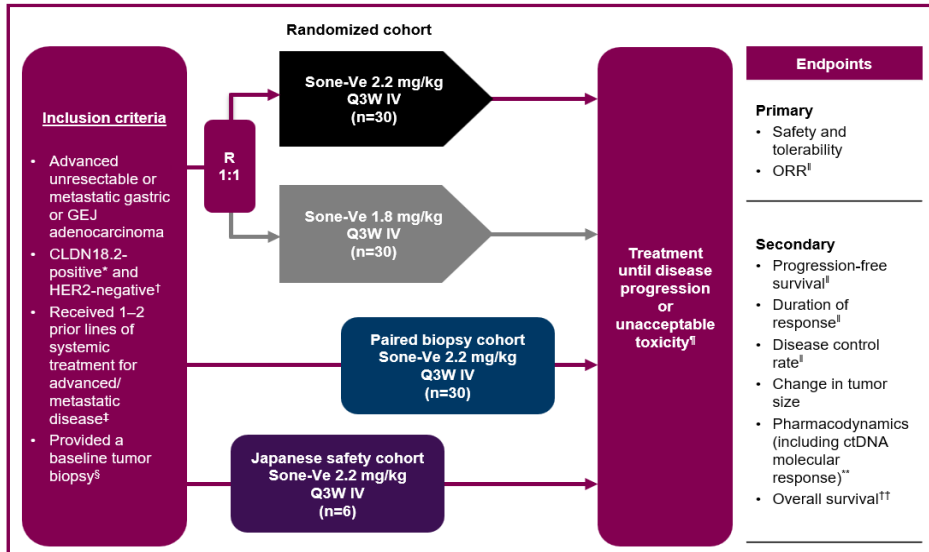 Randomized cohort
Inclusion criteria
• Advanced
unresectable or
metastatic gastric
or GEJ
adenocarcinoma
• CLDN18.2-
positive* and
HER2-negative†
• Received 1–2
prior lines of
systemic
treatment for
advanced/
metastatic
disease‡
• Provided a
baseline tumor
biopsy§
R
1:1
Sone-Ve 2.2 mg/kg
Q3W IV
(n=30)
Sone-Ve 1.8 mg/kg
Q3W IV
(n=30)
Paired biopsy cohort
Sone-Ve 2.2 mg/kg
Q3W IV
(n=30)
Japanese safety cohort
Sone-Ve 2.2 mg/kg
Q3W IV
(n=6)
Treatment
until disease
progression
or
unacceptable
toxicity¶
Endpoints
Primary
• Safety and
tolerability
• ORR‖
Secondary
• Progression-free
survival‖
• Duration of
response‖
• Disease control
rate‖
• Change in tumor
size
• Pharmacodynamics
(including ctDNA
molecular
response)**
• Overall survival††